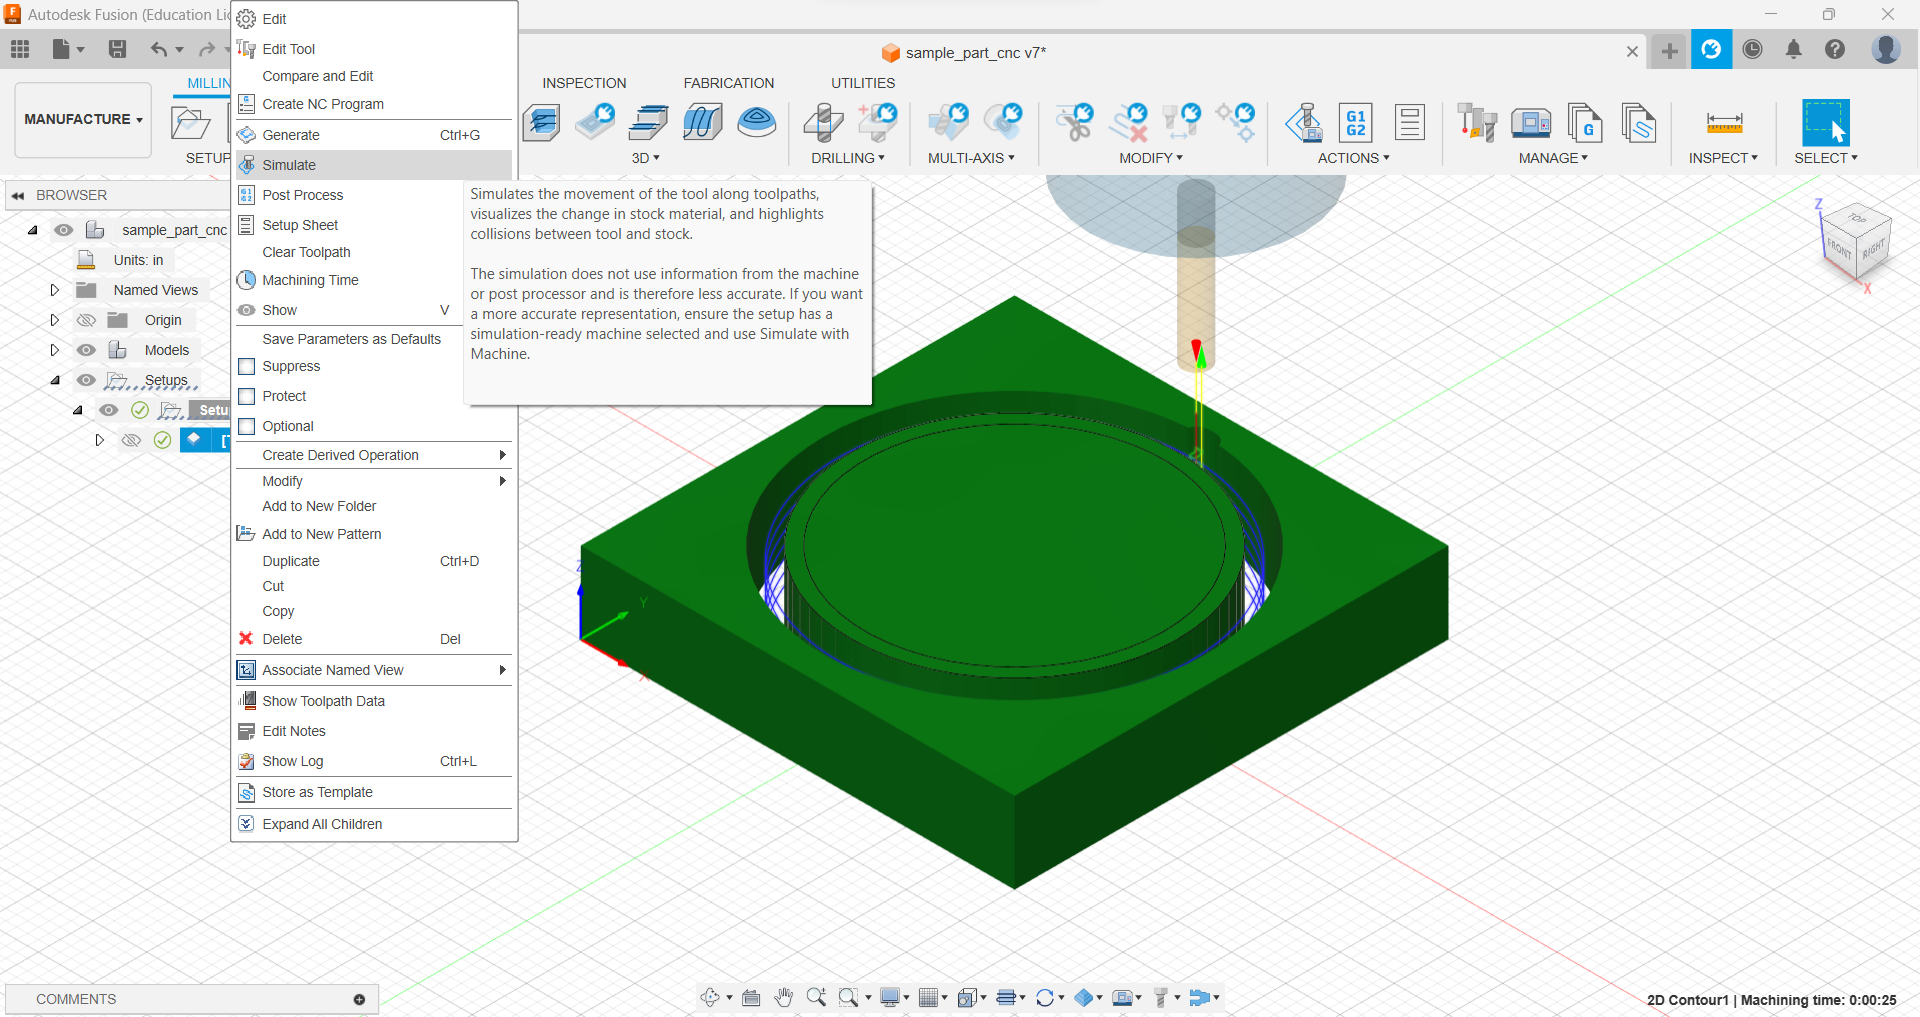 Autodesk Fusion (Education Li
sample_part_cnc v7*
MILLIN
INSPECTION
FABRICATION
UTILITIES
MANUFACTURE
SETUP
3D
DRILLING
MULTI-AXIS
MODIFY
G1
G2
ACTIONS
G
MANAGE
INSPECT
SELECT
BROWSER
sample_part_cnc
Units: in
Named Views
Origin
Models
Setups
Setu
[T
Edit
Edit Tool
Compare and Edit
Create NC Program
Generate Ctrl+G
Simulate
Post Process
Setup Sheet
Clear Toolpath
Machining Time
Show V
Save Parameters as Defaults
Suppress
Protect
Optional
Create Derived Operation
Modify
Add to New Folder
Add to New Pattern
Duplicate Ctrl+D
Cut
Copy
Delete Del
Associate Named View
Show Toolpath Data
Edit Notes
Show Log Ctrl+L
Store as Template
Expand All Children
Simulates the movement of the tool along toolpaths,
visualizes the change in stock material, and highlights
collisions between tool and stock.
The simulation does not use information from the machine
or post processor and is therefore less accurate. If you want
a more accurate representation, ensure the setup has a
simulation-ready machine selected and use Simulate with
Machine.
Z
TOP
FRONT
RIGHT
X
Z
Y
X
COMMENTS
2D Contour1 | Machining time: 0:00:25